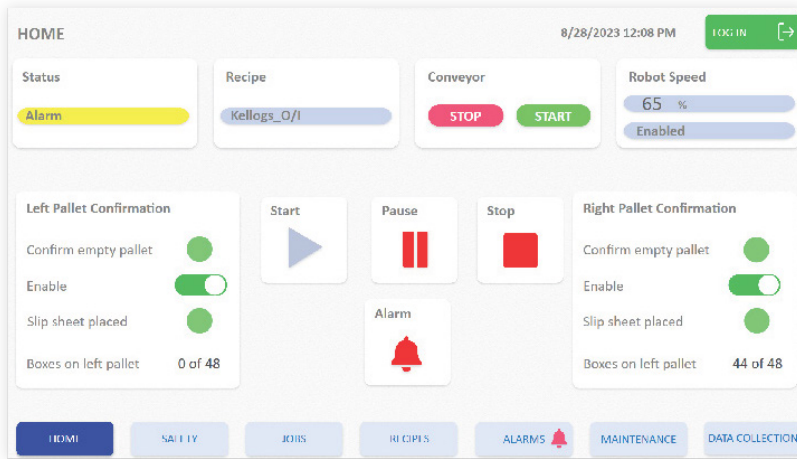 HOME
8/28/2023 12:08 PM
LOG IN
Status
Recipe
Conveyor
Robot Speed
Alarm
Kellogs_O/I
STOP
START
65 %
Enabled
Left Pallet Confirmation
Confirm empty pallet
Enable
Slip sheet placed
Boxes on left pallet 0 of 48
Start
Pause
Stop
Alarm
Right Pallet Confirmation
Confirm empty pallet
Enable
Slip sheet placed
Boxes on left pallet 44 of 48
HOME
SAFETY
JOBS
RECIPES
ALARMS
MAINTENANCE
DATA COLLECTION